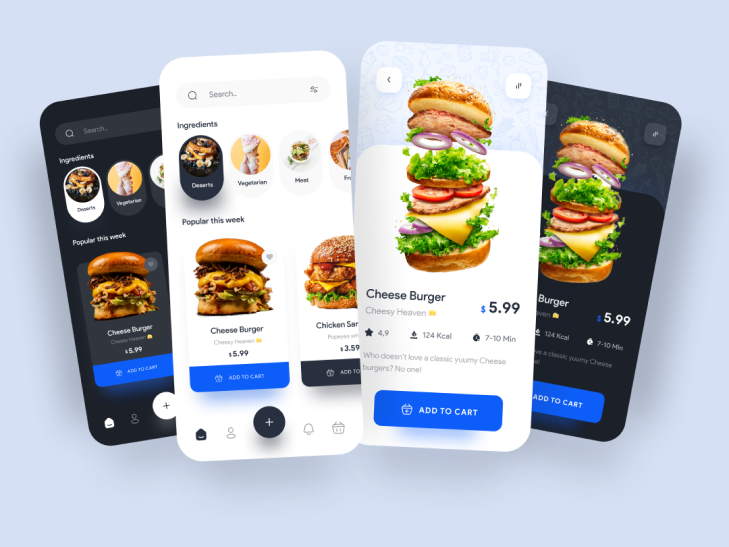 Search..
Ingredients
Deserts
Vegetarian
Popular this week
Cheese Burger
Cheesy Heaven
$ 5.99
ADD TO CART
Search..
Ingredients
Deserts
Vegetarian
Meat
Popular this week
Cheese Burger
Cheesy Heaven
$ 5.99
ADD TO CART
Chicken Sar
Popeyes
$ 3.59
ADD
Cheese Burger
Cheesy Heaven
$ 5.99
4,9
124 Kcal
7-10 Min
Who doesn't love a classic yuumy Cheese
burgers? No one!
ADD TO CART
Burger
$ 5.99
124 Kcal
7-10 Min
love a classic yuumy Cheese
one!
ADD TO CART